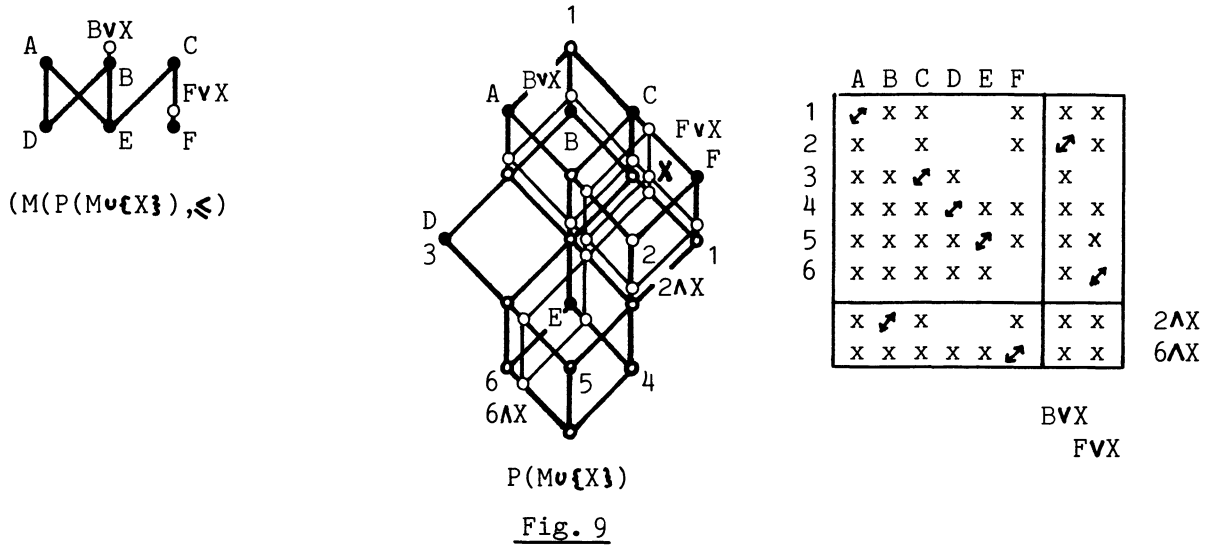 A B∨X C
B
F∨X
D E F
(M(P(M∪{X}),≤)
1
A B∨X C
B
F∨X
F
X
D
3
2 1
2∧X
E
6 5 4
6∧X
P(M∪{X})
Fig. 9
A B C D E F
1 ↙↗ x x x x x
2 x x x ↙↗ x
3 x x ↙↗ x x
4 x x x ↙↗ x x x x
5 x x x x ↙↗ x x x
6 x x x x x x ↙↗
x ↙↗ x x x x 2∧X
x x x x x ↙↗ x x 6∧X
B∨X
F∨X